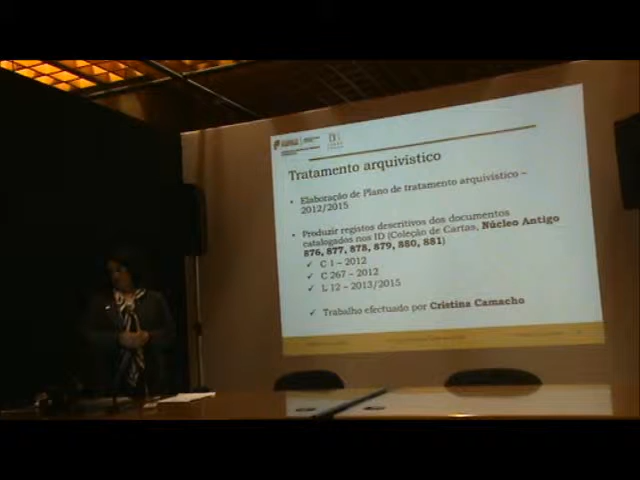 Tratamento arquivístico
• Elaboração de Plano de tratamento arquivístico –
2012/2015
• Produzir registos descritivos dos documentos
catalogados nos ID (Coleção de Cartas, Núcleo Antigo
876, 877, 878, 879, 880, 881)
✓ C 1 – 2012
✓ C 267 – 2012
✓ L 12 – 2013/2015
✓ Trabalho efectuado por Cristina Camacho